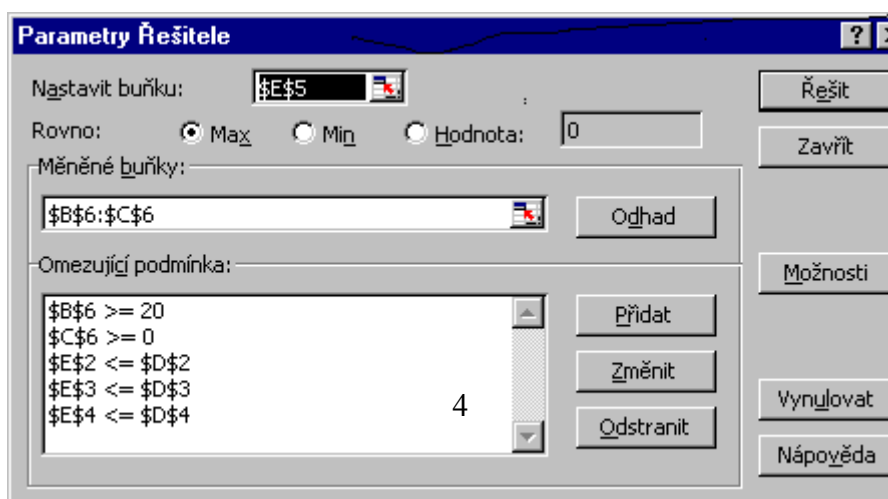 Parametry Řešitele ?
Nastavit buňku: $E$5 Řešit
Rovno: Max Min Hodnota: 0 Zavřít
Měněné buňky:
$B$6:$C$6 Odhad
Omezující podmínka: Možnosti
$B$6 >= 20 Přidat
$C$6 >= 0
$E$2 <= $D$2 Změnit
$E$3 <= $D$3
$E$4 <= $D$4 4 Vynulovat
Odstranit
Nápověda